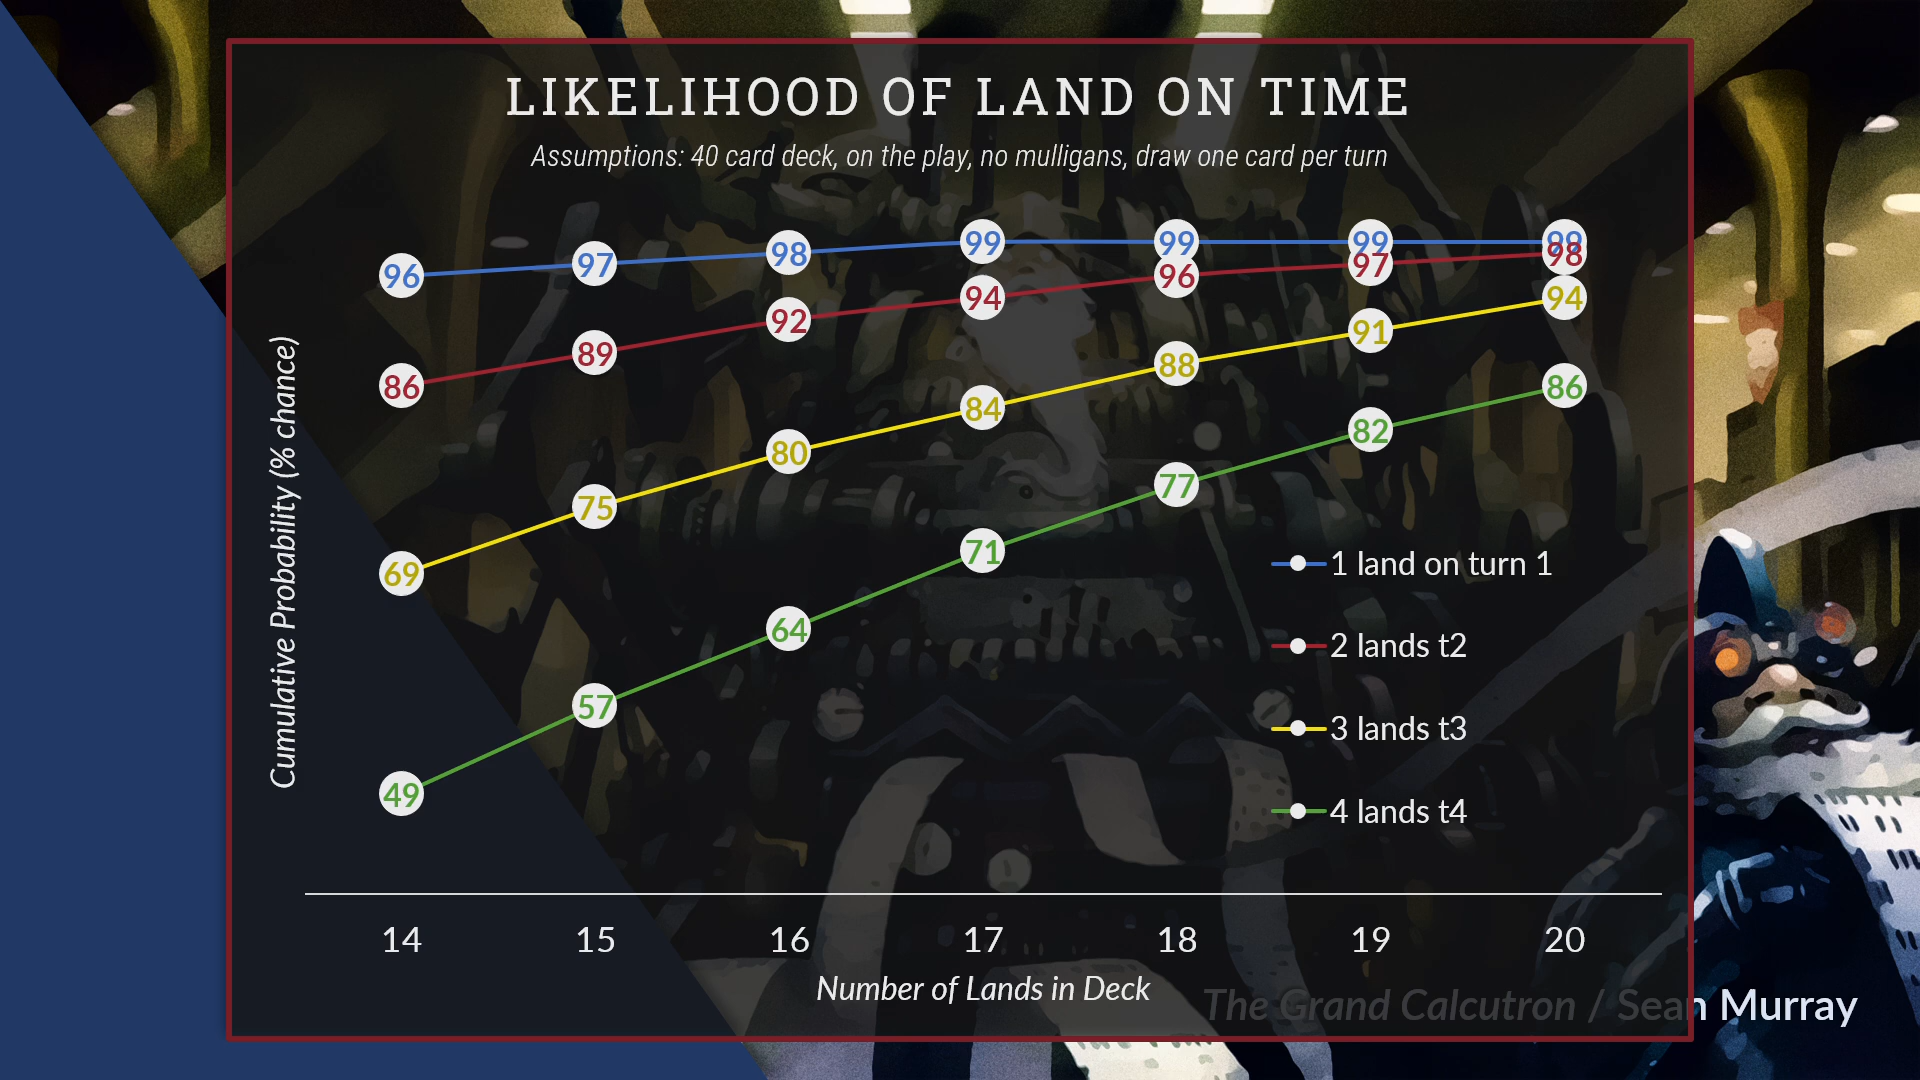 LIKELIHOOD OF LAND ON TIME
Assumptions: 40 card deck, on the play, no mulligans, draw one card per turn
Cumulative Probability (% chance)
96 97 98 99 99 99 99
86 89 92 94 96 97 98
69 75 80 84 88 91 94
49 57 64 71 77 82 86
1 land on turn 1
2 lands t2
3 lands t3
4 lands t4
14 15 16 17 18 19 20
Number of Lands in Deck
The Grand Calcutron / Sean Murray